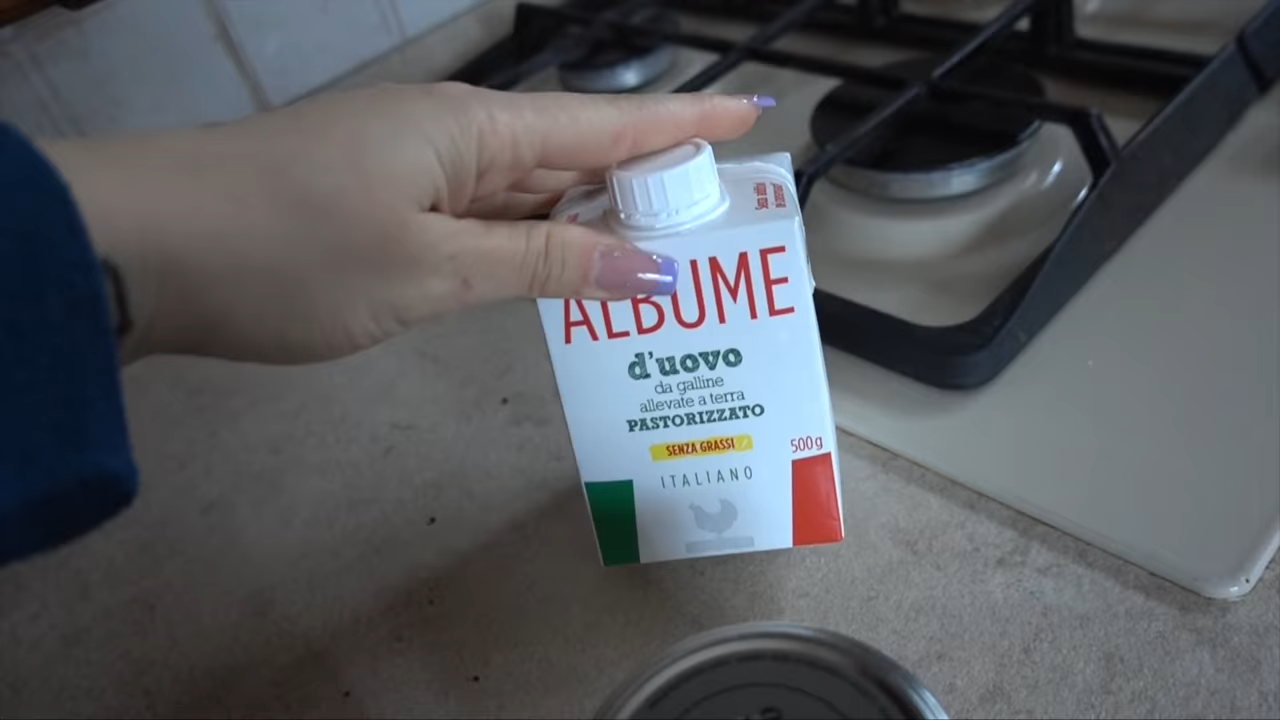 ALBUME
d'uovo
da galline
allevate a terra
PASTORIZZATO
SENZA GRASSI
500g
ITALIANO